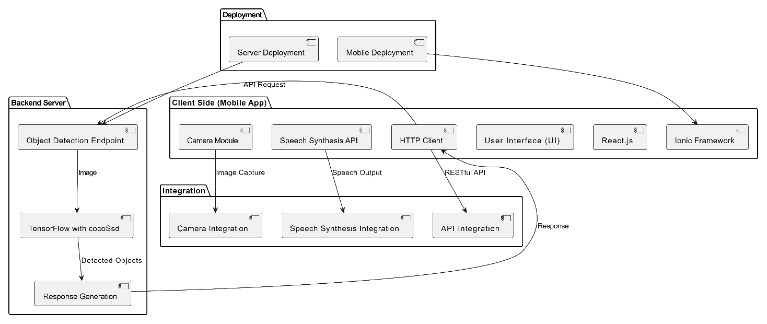 Deployment
Server Deployment
Mobile Deployment
API Request
Backend Server
Client Side (Mobile App)
Object Detection Endpoint
Camera Module
Speech Synthesis API
HTTP Client
User Interface (UI)
React.js
Ionic Framework
Image
Image Capture
Speech Output
RESTful API
Integration
TensorFlow with cocoSsd
Camera Integration
Speech Synthesis Integration
API Integration
Response
Detected Objects
Response Generation